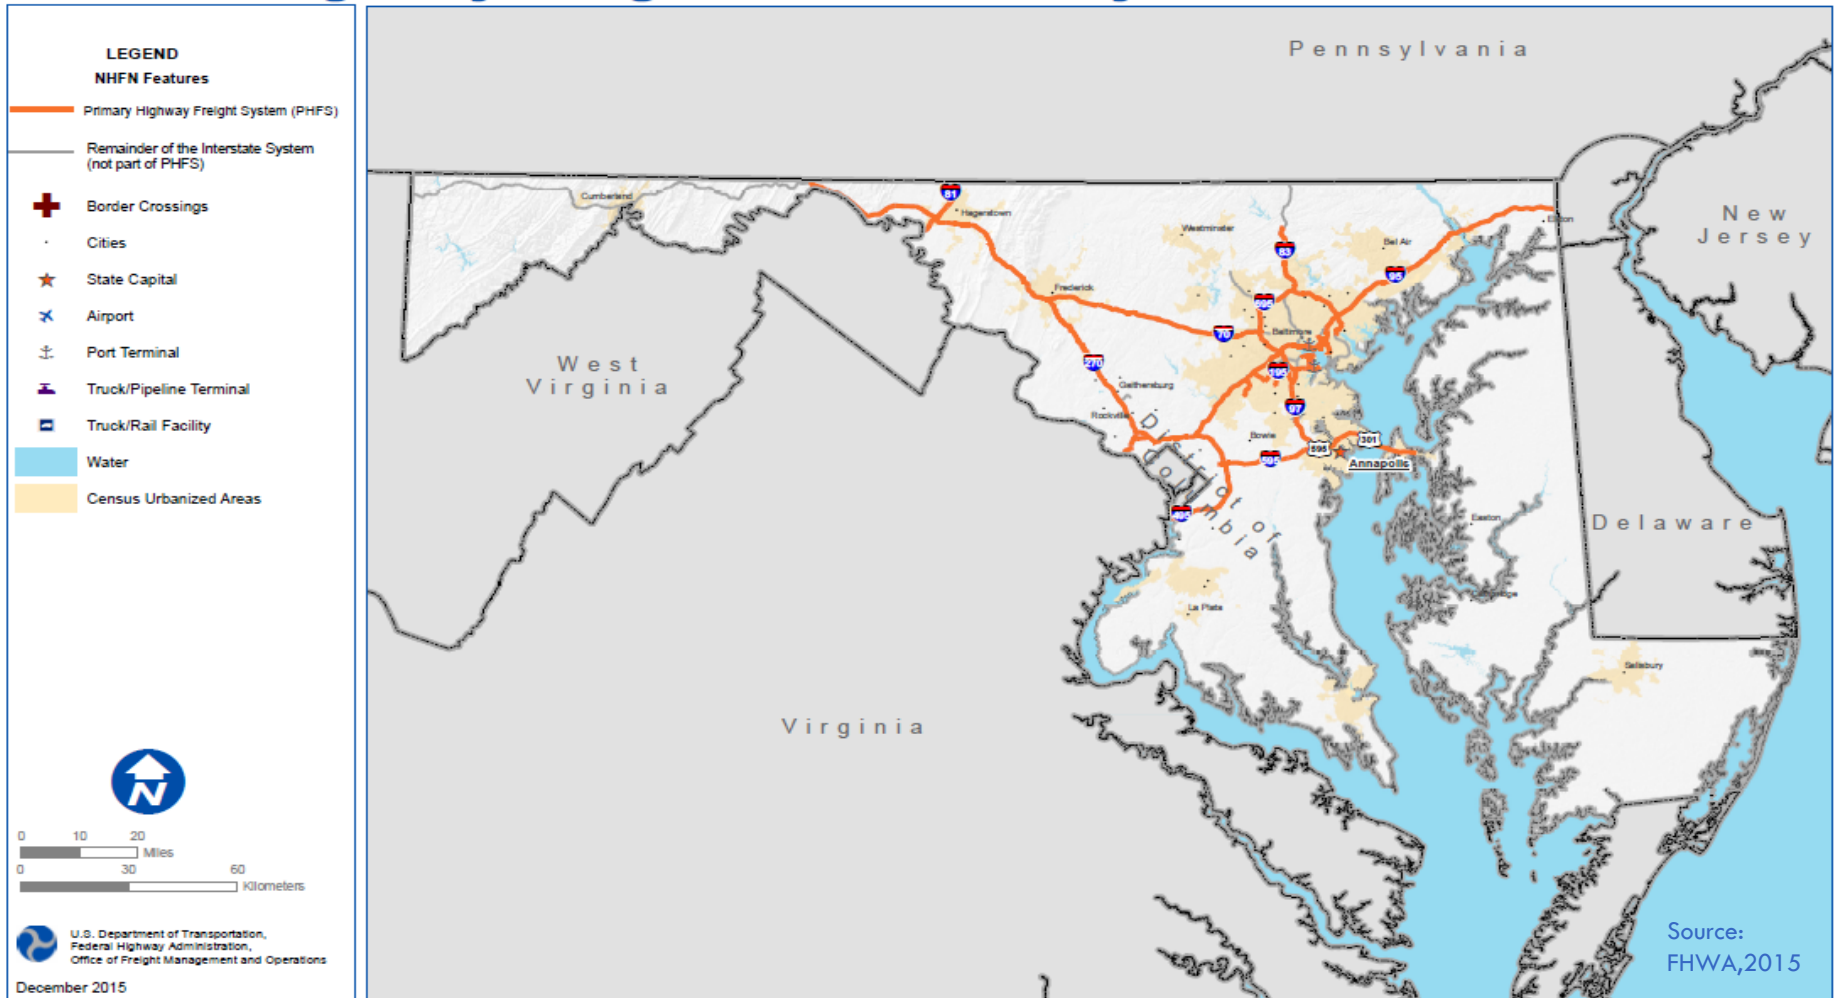 LEGEND
NHFN Features
Primary Highway Freight System (PHFS)
Remainder of the Interstate System
(not part of PHFS)
Border Crossings
Cities
State Capital
Airport
Port Terminal
Truck/Pipeline Terminal
Truck/Rail Facility
Water
Census Urbanized Areas
N
0 10 20
Miles
0 30 60
Kilometers
U.S. Department of Transportation,
Federal Highway Administration,
Office of Freight Management and Operations
December 2015
Pennsylvania
New
Jersey
Cumberland
81
Hagerstown
Westminster
83
Bel Air
Elkton
95
Frederick
695
70
Baltimore
West
Virginia
270
Gaithersburg
97
Rockville
Bowie
595
301
595
Annapolis
District of
Columbia
495
Easton
Delaware
Cambridge
La Plata
Salisbury
Virginia
Source:
FHWA,2015